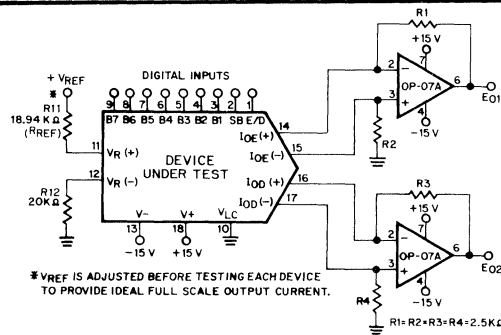 R1
+15 V
7
2
−
OP-07A
6
EO1
3
+
4
−15 V
R2
DIGITAL INPUTS
9 8 7 6 5 4 3 2 1
B7 B6 B5 B4 B3 B2 B1 SB E/D
+ VREF
*
R11
18.94 KΩ
(RREF)
11
VR (+)
12
VR (−)
R12
20KΩ
DEVICE
UNDER TEST
IOE(+)
14
IOE(−)
15
IOD(+)
16
IOD(−)
17
V− V+ VLC
13 18 10
−15 V +15 V
R3
+15 V
7
2
−
OP-07A
6
EO2
3
+
4
−15 V
R4
* VREF IS ADJUSTED BEFORE TESTING EACH DEVICE
TO PROVIDE IDEAL FULL SCALE OUTPUT CURRENT.
R1=R2=R3=R4=2.5KΩ